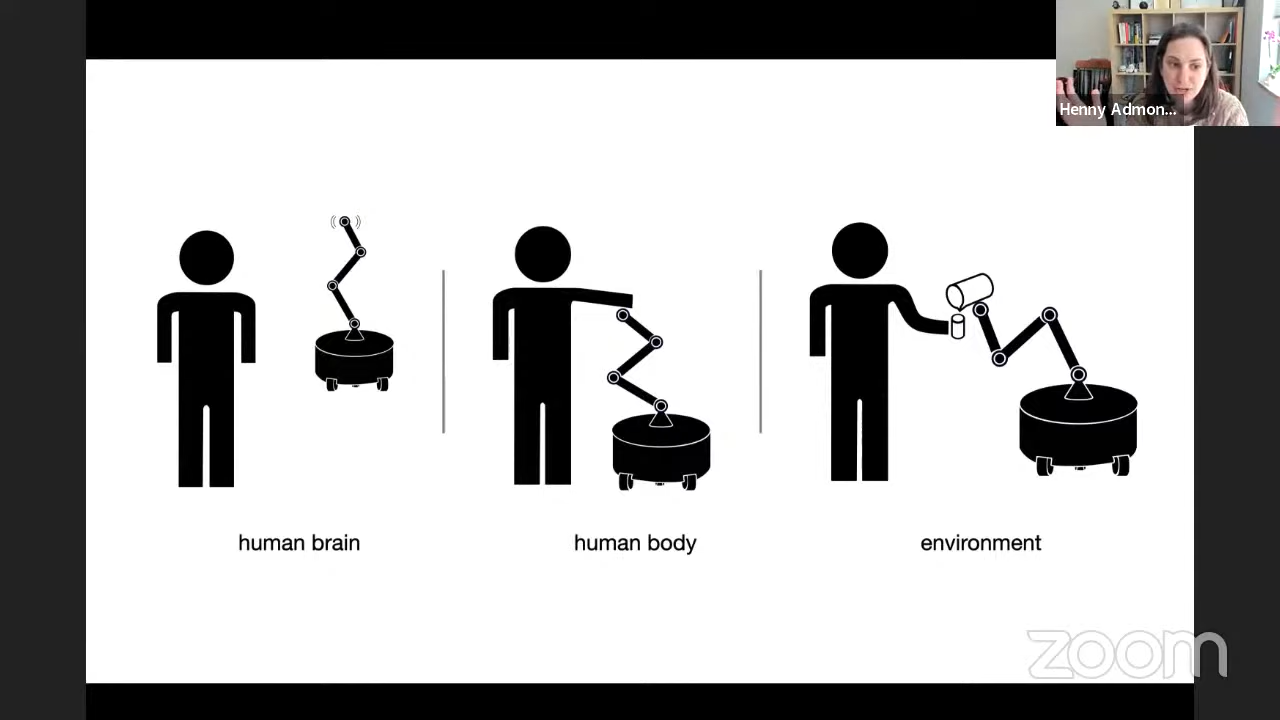 Henny Admon...
human brain
human body
environment
zoom